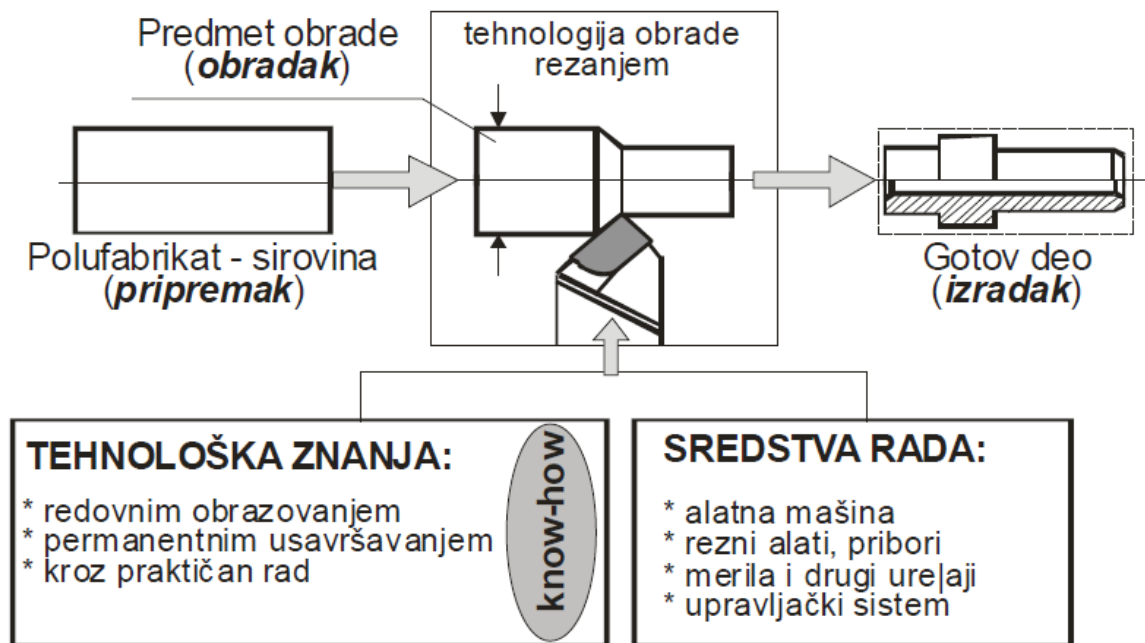 Predmet obrade
(obradak)
tehnologija obrade
rezanjem
Polufabrikat - sirovina
(pripremak)
Gotov deo
(izradak)
TEHNOLOŠKA ZNANJA:
* redovnim obrazovanjem
* permanentnim usavršavanjem
* kroz praktičan rad
know-how
SREDSTVA RADA:
* alatna mašina
* rezni alati, pribori
* merila i drugi ure|aji
* upravljački sistem